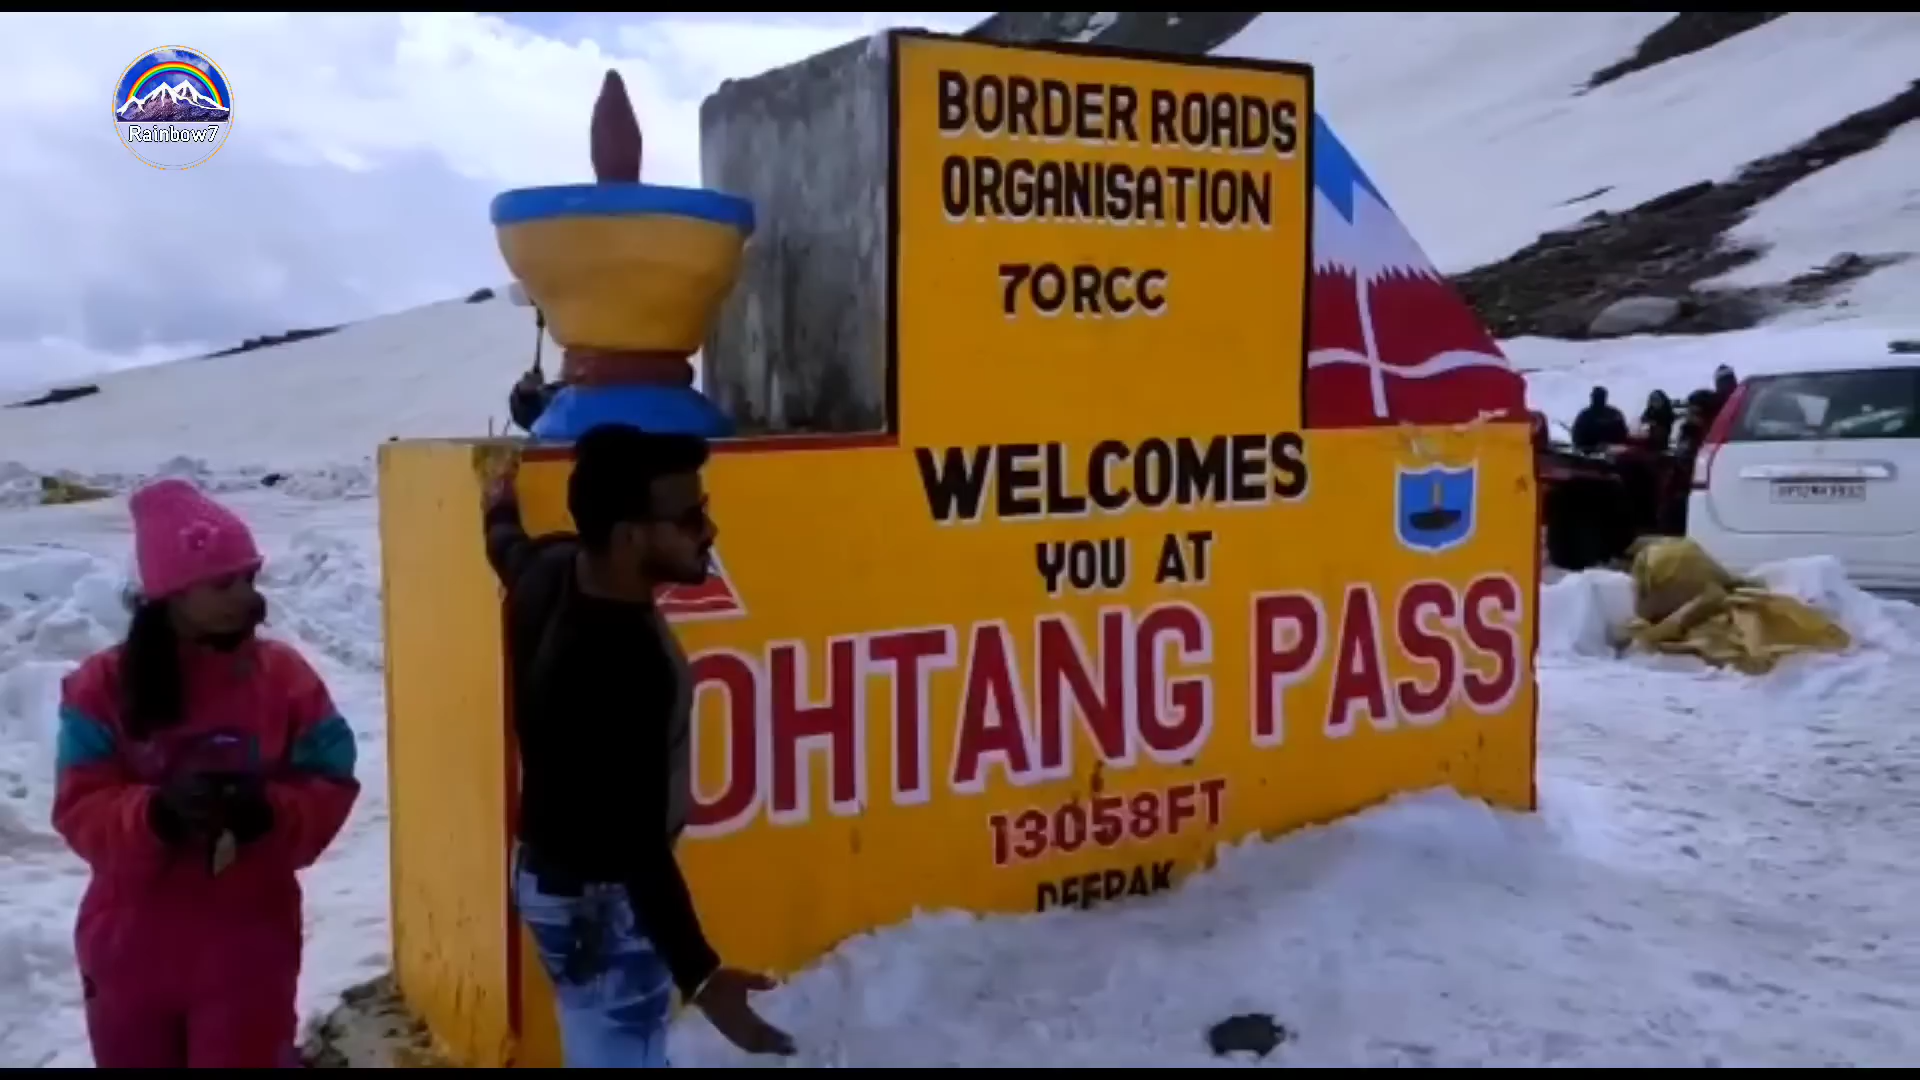 Rainbow7
BORDER ROADS
ORGANISATION
70RCC
WELCOMES
YOU AT
OHTANG PASS
13058FT
DEEPAK